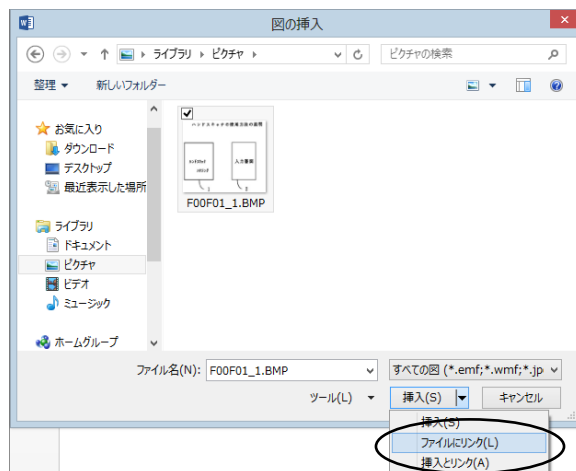 図の挿入
ライブラリ ピクチャ
ピクチャの検索
整理 新しいフォルダー
お気に入り
ダウンロード
デスクトップ
最近表示した場所
ライブラリ
ドキュメント
ピクチャ
ビデオ
ミュージック
ホームグループ
F00F01_1.BMP
ファイル名(N): F00F01_1.BMP
すべての図 (*.emf;*.wmf;*.jp
ツール(L) 挿入(S) キャンセル
挿入(S)
ファイルにリンク(L)
挿入とリンク(A)